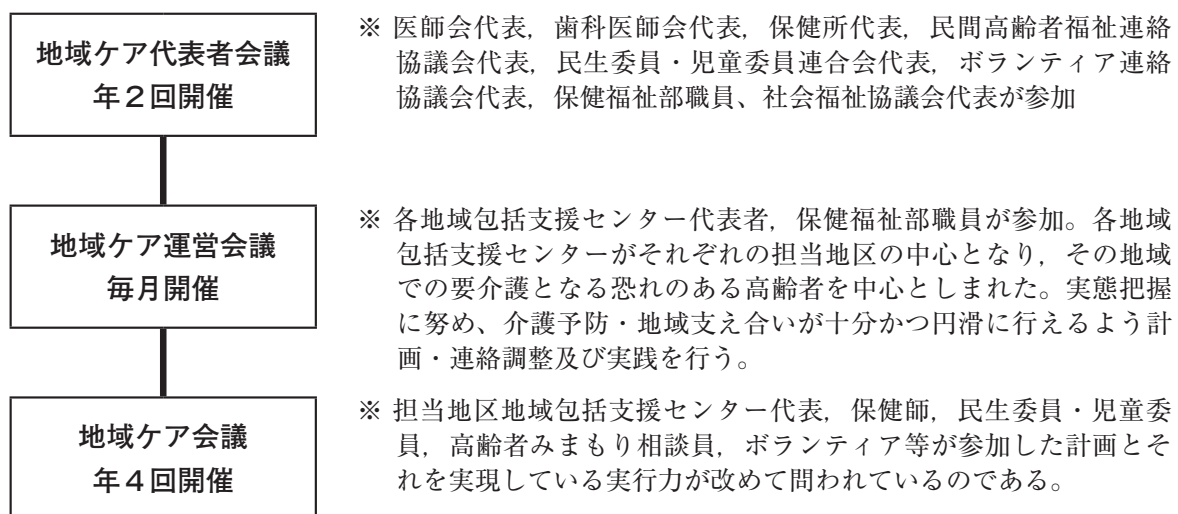 地域ケア代表者会議
年2回開催
※ 医師会代表，歯科医師会代表，保健所代表，民間高齢者福祉連絡
協議会代表，民生委員・児童委員連合会代表，ボランティア連絡
協議会代表，保健福祉部職員、社会福祉協議会代表が参加
地域ケア運営会議
毎月開催
※ 各地域包括支援センター代表者，保健福祉部職員が参加。各地域
包括支援センターがそれぞれの担当地区の中心となり，その地域
での要介護となる恐れのある高齢者を中心としまれた。実態把握
に努め、介護予防・地域支え合いが十分かつ円滑に行えるよう計
画・連絡調整及び実践を行う。
地域ケア会議
年4回開催
※ 担当地区地域包括支援センター代表，保健師，民生委員・児童委
員，高齢者みまもり相談員，ボランティア等が参加した計画とそ
れを実現している実行力が改めて問われているのである。